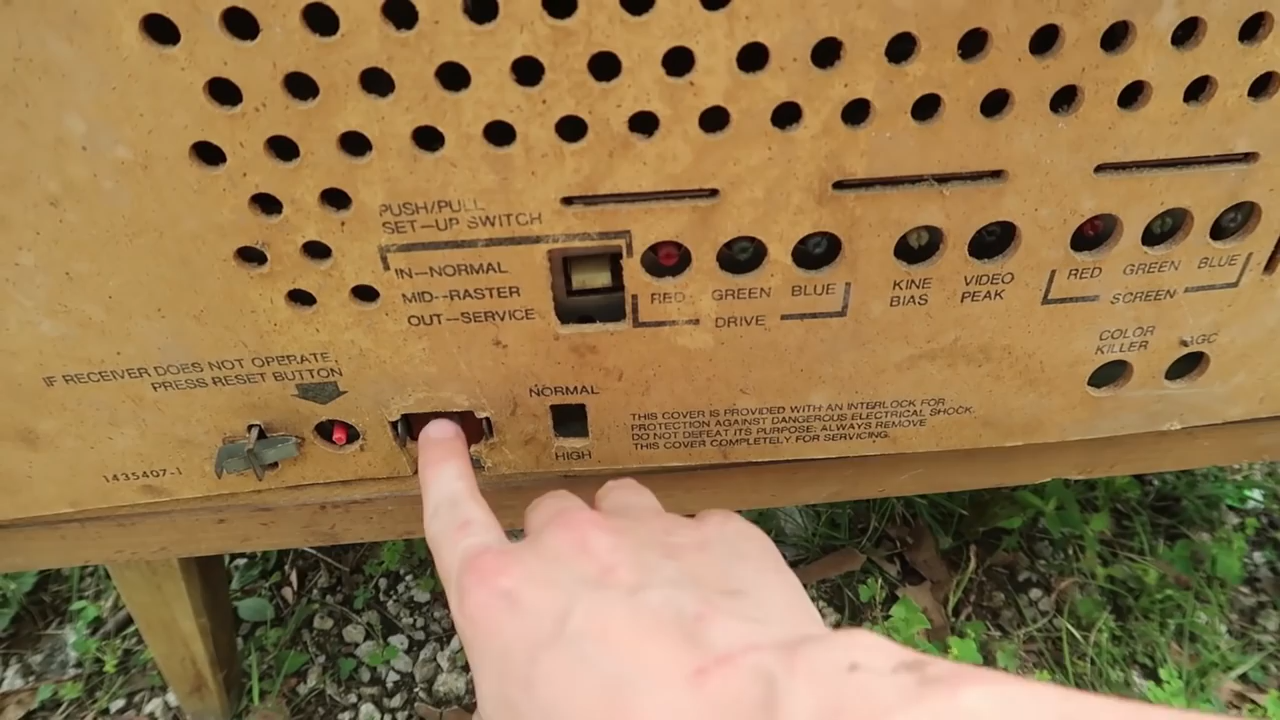 PUSH/PULL
SET-UP SWITCH
IN-NORMAL
MID--RASTER
OUT-SERVICE
RED GREEN BLUE
DRIVE
KINE
BIAS
VIDEO
PEAK
RED GREEN BLUE
SCREEN
COLOR
KILLER
AGC
IF RECEIVER DOES NOT OPERATE,
PRESS RESET BUTTON
NORMAL
HIGH
THIS COVER IS PROVIDED WITH AN INTERLOCK FOR
PROTECTION AGAINST DANGEROUS ELECTRICAL SHOCK.
DO NOT DEFEAT ITS PURPOSE; ALWAYS REMOVE
THIS COVER COMPLETELY FOR SERVICING.
1435407-1